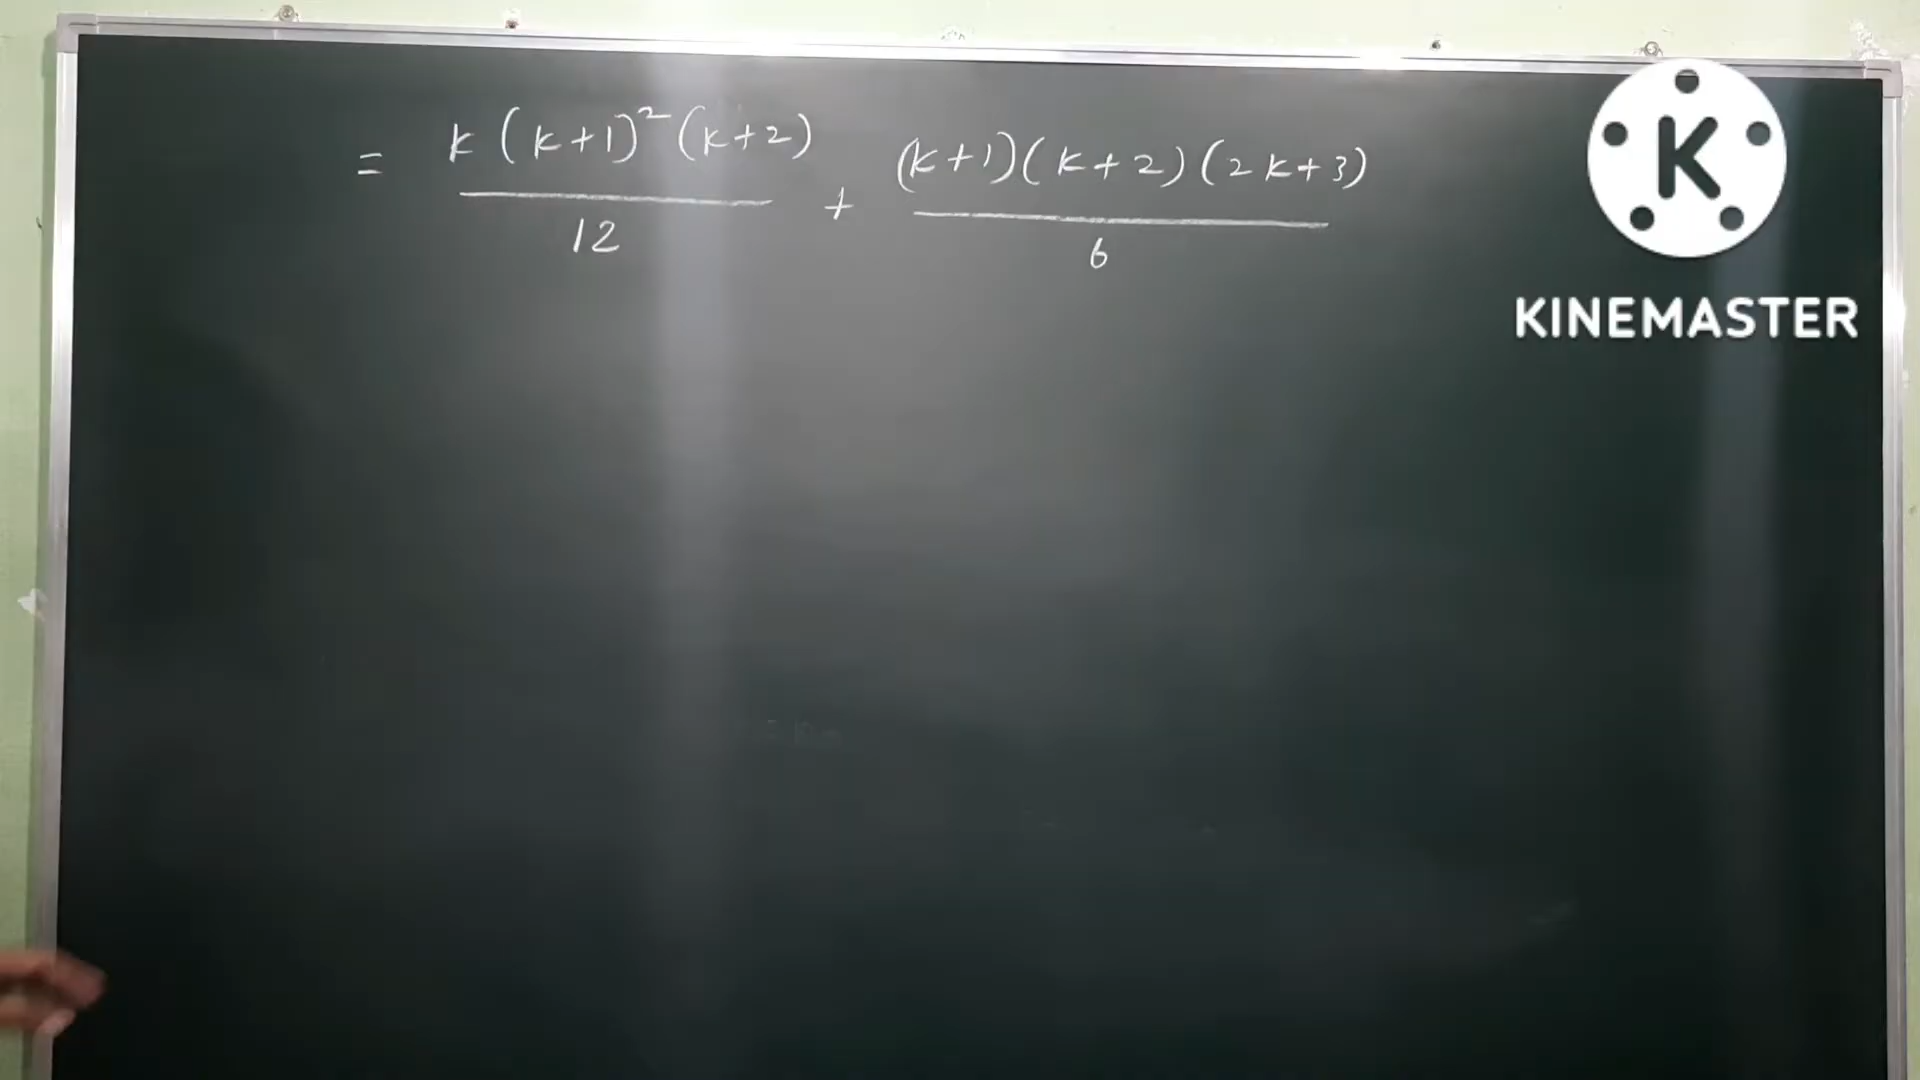 = k(k+1)²(k+2)/12 + (k+1)(k+2)(2k+3)/6
K
KINEMASTER